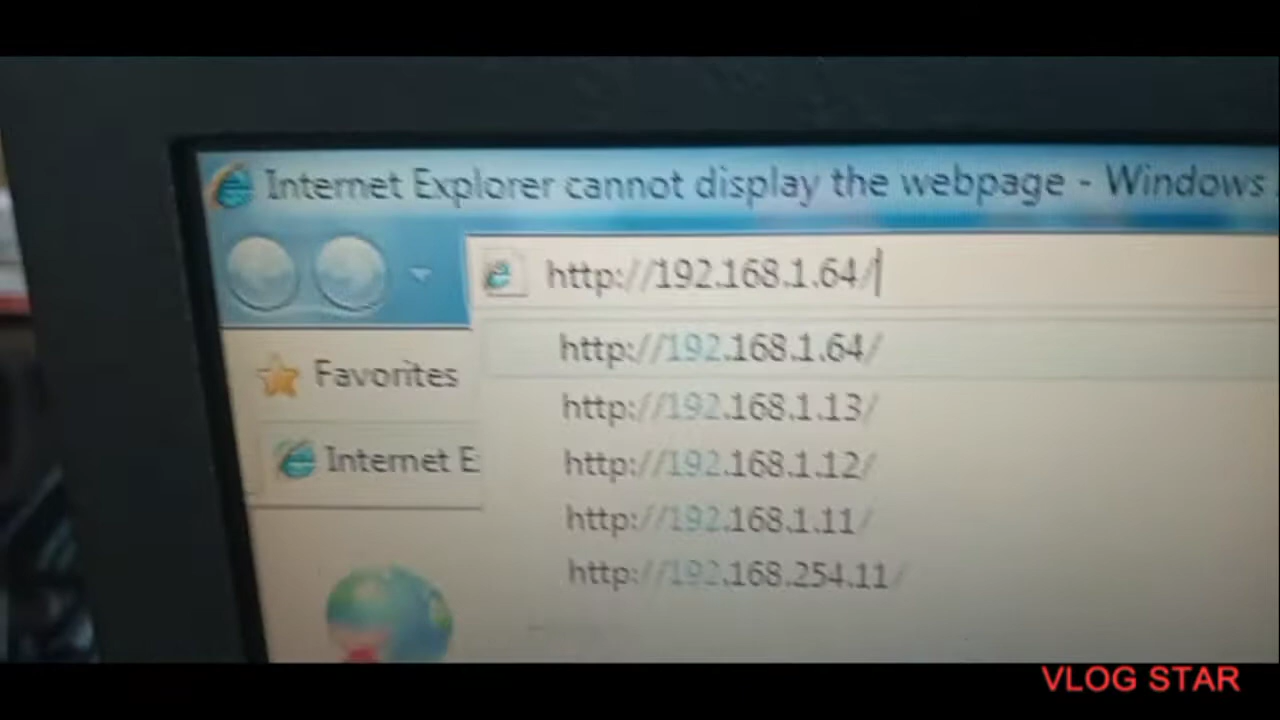 Internet Explorer cannot display the webpage - Windows
http://192.168.1.64/
http://192.168.1.64/
Favorites
http://192.168.1.13/
Internet E
http://192.168.1.12/
http://192.168.1.11/
http://192.168.254.11/
VLOG STAR